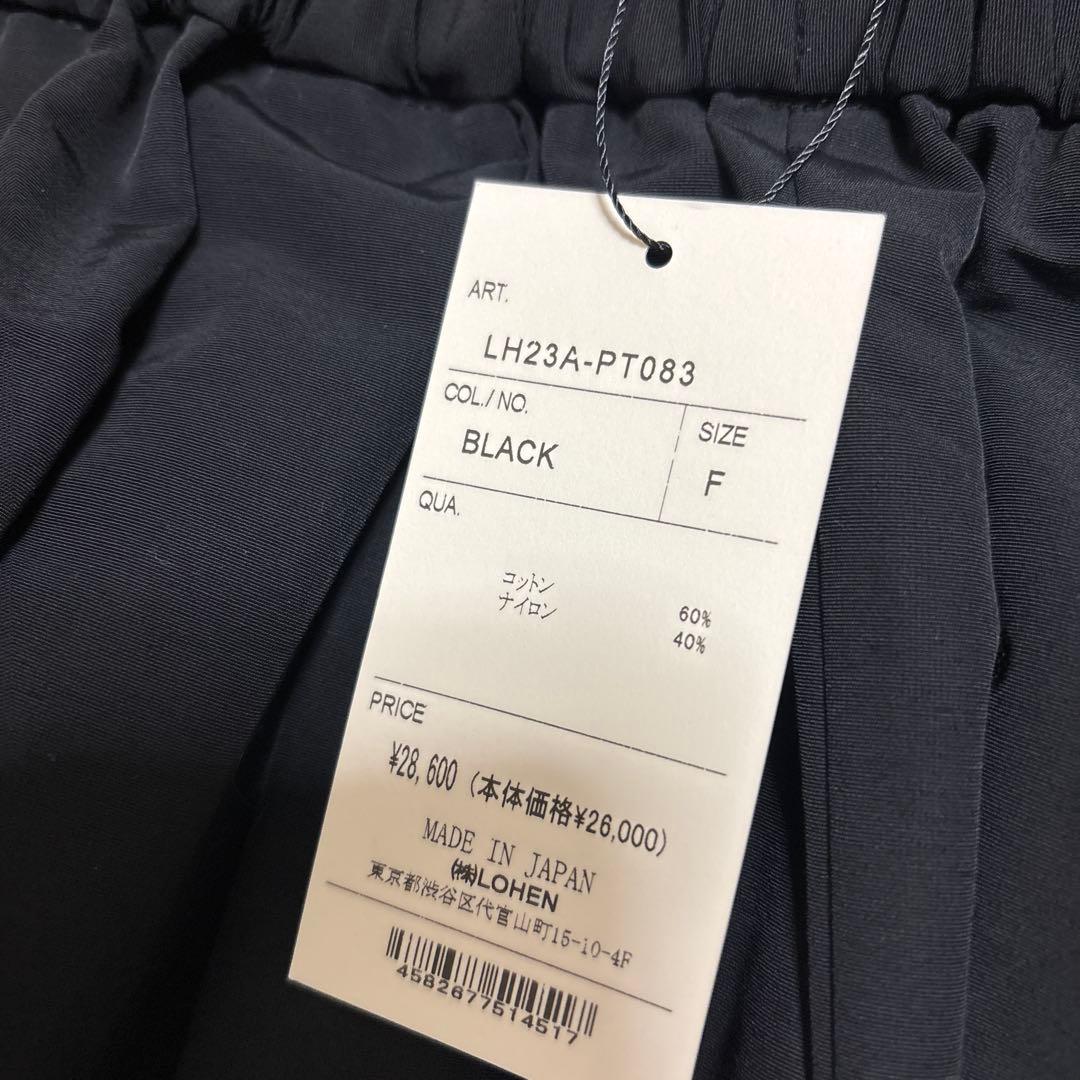 ART.
LH23A-PT083
COL./NO.
BLACK
SIZE
F
QUA.
コットン 60%
ナイロン 40%
PRICE
¥28,600 (本体価格¥26,000)
MADE IN JAPAN
㈱LOHEN
東京都渋谷区代官山町15-10-4F
4582677514517